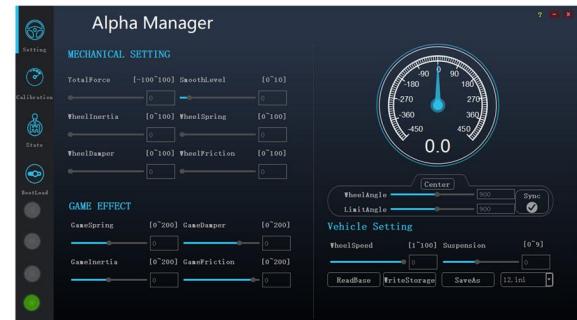 Alpha Manager
? - x
Setting
Calibration
State
BootLoad
MECHANICAL SETTING
TotalForce [-100~100] SmoothLevel [0~10]
0 0
WheelInertia [0~100] WheelSpring [0~100]
0 0
WheelDamper [0~100] WheelFriction [0~100]
0 0
GAME EFFECT
GameSpring [0~200] GameDamper [0~200]
0 0
GameInertia [0~200] GameFriction [0~200]
0 0
0
-90 90
-180 180
-270 270
-360 360
-450 450
0.0
Center
WheelAngle 900 Sync
LimitAngle 900
Vehicle Setting
WheelSpeed [1~100] Suspension [0~9]
0 0
ReadBase WriteStorage SaveAs 12.ini